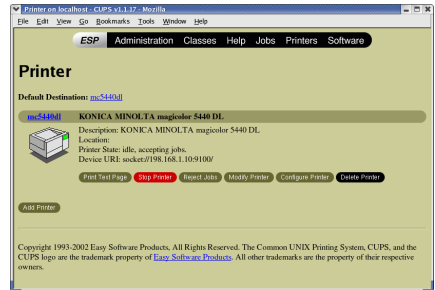 Printer on localhost - CUPS v1.1.17 - Mozilla
File Edit View Go Bookmarks Tools Window Help
ESP Administration Classes Help Jobs Printers Software
Printer
Default Destination: mc5440dl
mc5440dl KONICA MINOLTA magicolor 5440 DL
Description: KONICA MINOLTA magicolor 5440 DL
Location:
Printer State: idle, accepting jobs.
Device URI: socket://198.168.1.10:9100/
Print Test Page Stop Printer Reject Jobs Modify Printer Configure Printer Delete Printer
Add Printer
Copyright 1993-2002 Easy Software Products, All Rights Reserved. The Common UNIX Printing System, CUPS, and the
CUPS logo are the trademark property of Easy Software Products. All other trademarks are the property of their respective
owners.